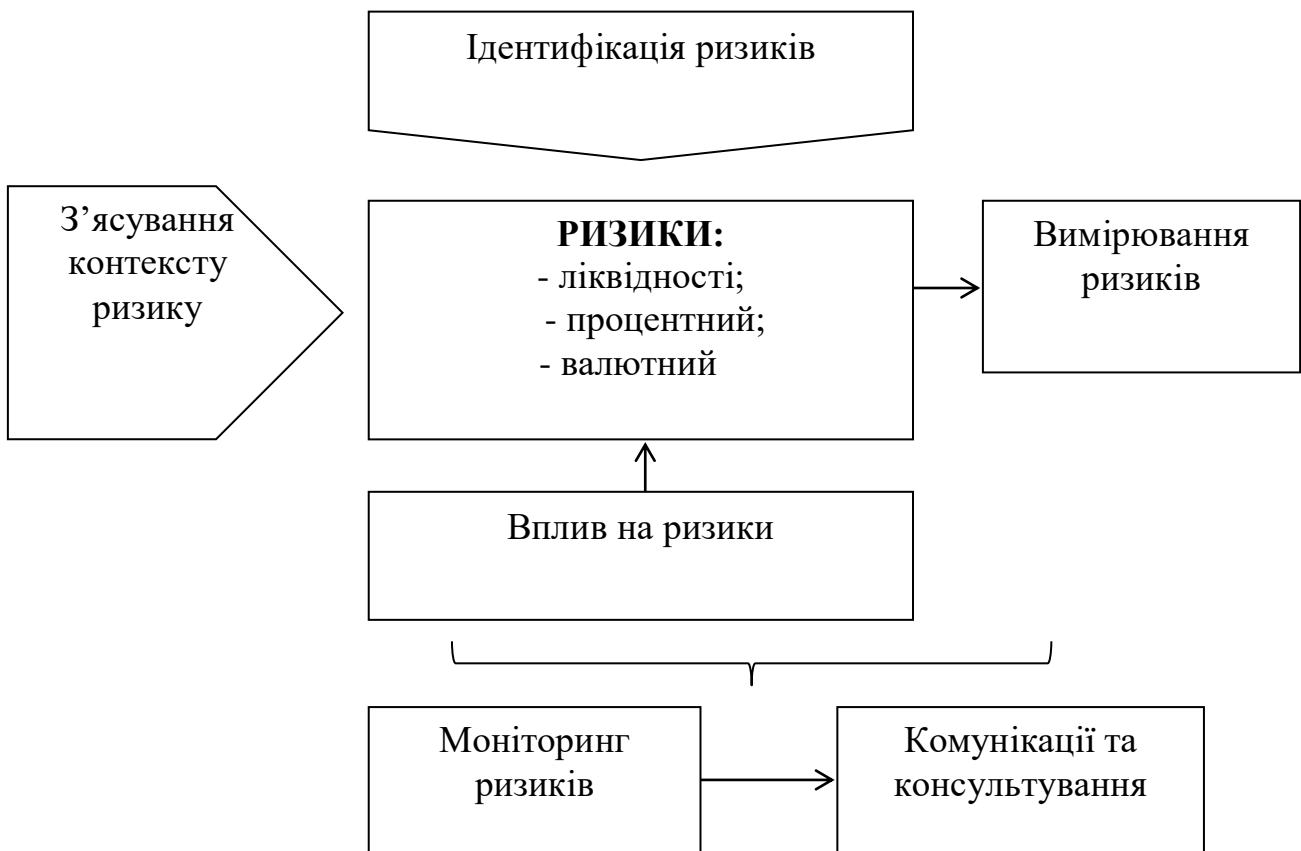 Ідентифікація ризиків
З’ясування
контексту
ризику
РИЗИКИ:
- ліквідності;
- процентний;
- валютний
Вимірювання
ризиків
Вплив на ризики
Моніторинг
ризиків
Комунікації та
консультування